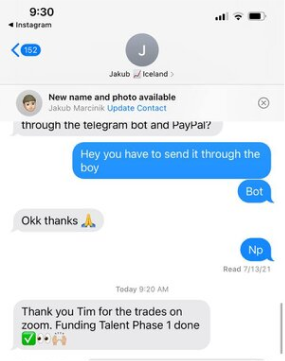 9:30
Instagram
152
J
Jakub 📈 Iceland >
New name and photo available
Jakub Marcinik Update Contact
through the telegram bot and PayPal?
Hey you have to send it through the
boy
Bot
Okk thanks 🙏
Np
Read 7/13/21
Today 9:20 AM
Thank you Tim for the trades on
zoom. Funding Talent Phase 1 done
✅👀🙌🏼